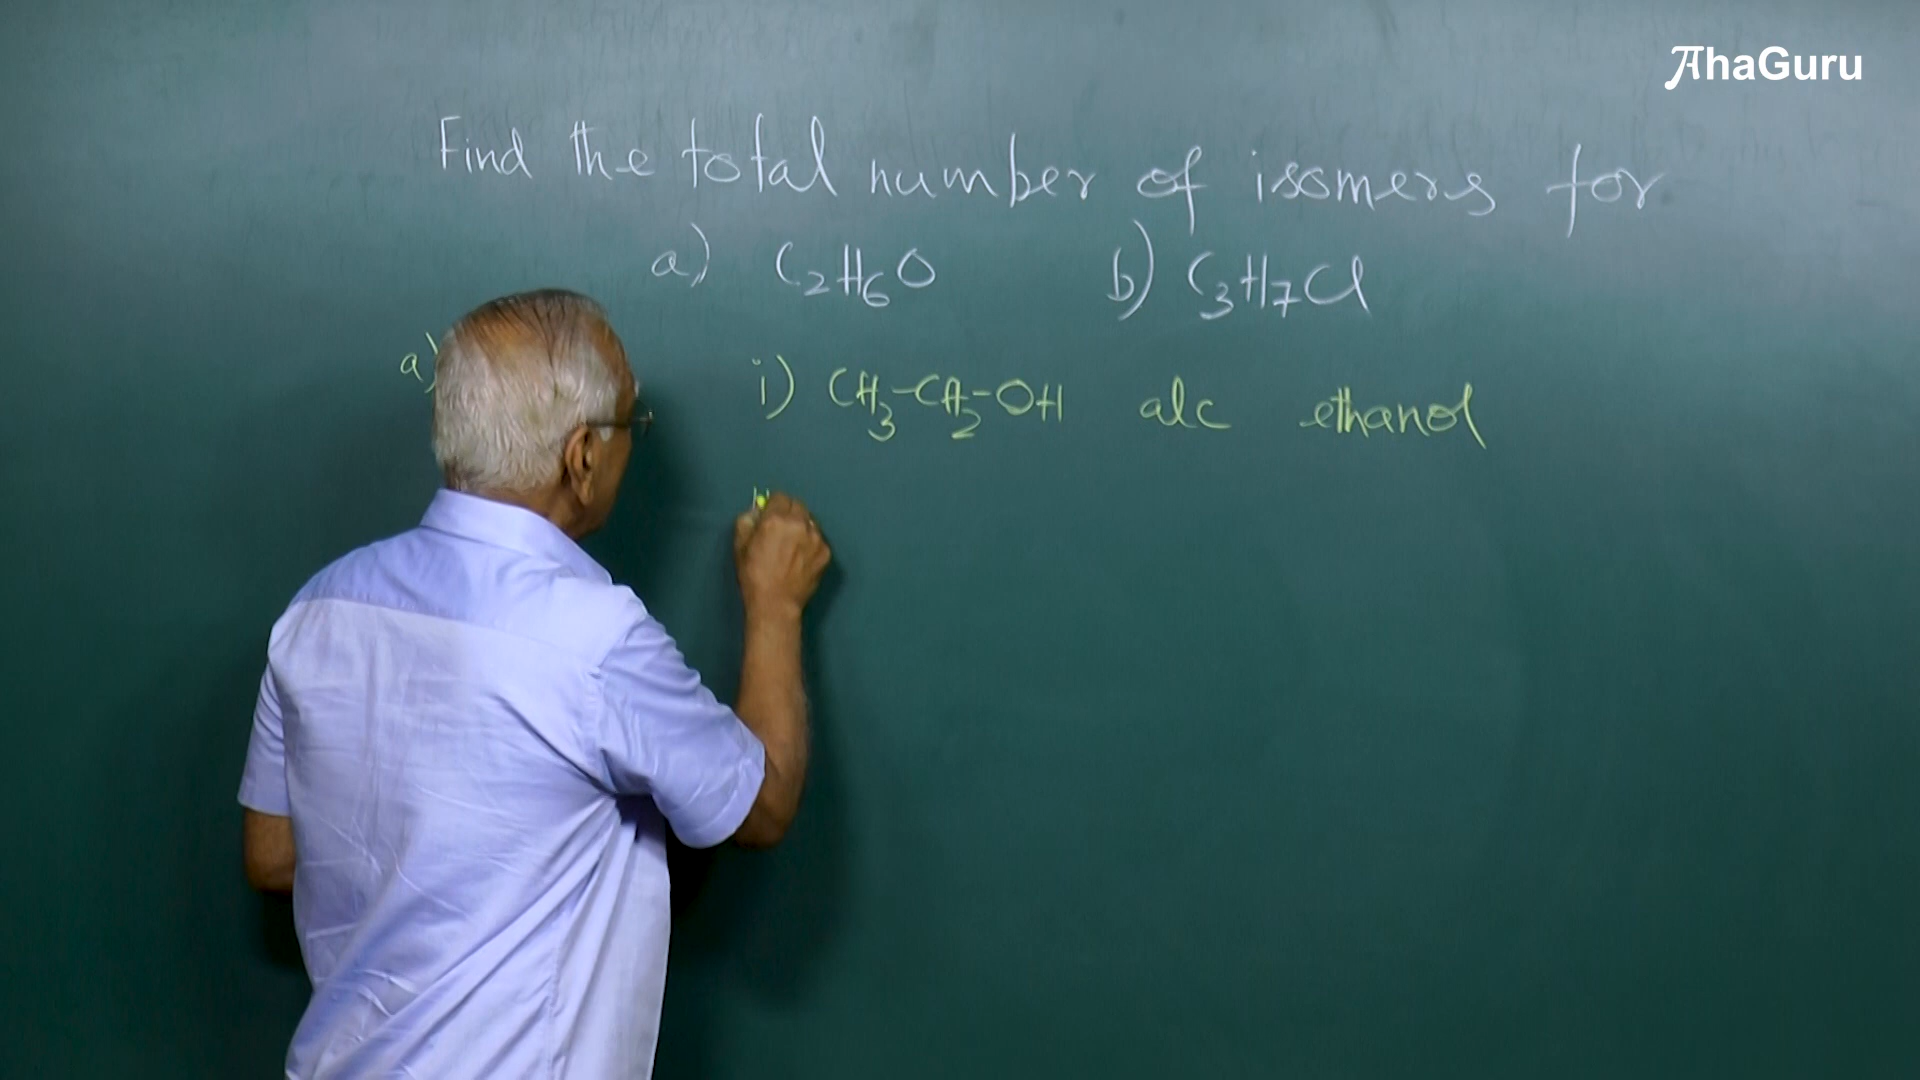 AhaGuru
Find the total number of isomers for
a) C₂H₆O b) C₃H₇Cl
a) i) CH₃-CH₂-OH alc ethanol